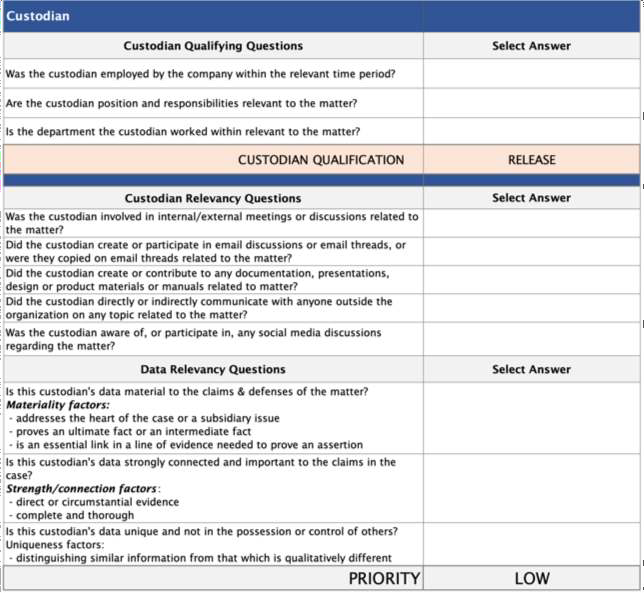 Custodian
Custodian Qualifying Questions Select Answer
Was the custodian employed by the company within the relevant time period?
Are the custodian position and responsibilities relevant to the matter?
Is the department the custodian worked within relevant to the matter?
CUSTODIAN QUALIFICATION RELEASE
Custodian Relevancy Questions Select Answer
Was the custodian involved in internal/external meetings or discussions related to
the matter?
Did the custodian create or participate in email discussions or email threads, or
were they copied on email threads related to the matter?
Did the custodian create or contribute to any documentation, presentations,
design or product materials or manuals related to matter?
Did the custodian directly or indirectly communicate with anyone outside the
organization on any topic related to the matter?
Was the custodian aware of, or participate in, any social media discussions
regarding the matter?
Data Relevancy Questions Select Answer
Is this custodian's data material to the claims & defenses of the matter?
Materiality factors:
- addresses the heart of the case or a subsidiary issue
- proves an ultimate fact or an intermediate fact
- is an essential link in a line of evidence needed to prove an assertion
Is this custodian's data strongly connected and important to the claims in the
case?
Strength/connection factors:
- direct or circumstantial evidence
- complete and thorough
Is this custodian's data unique and not in the possession or control of others?
Uniqueness factors:
- distinguishing similar information from that which is qualitatively different
PRIORITY LOW